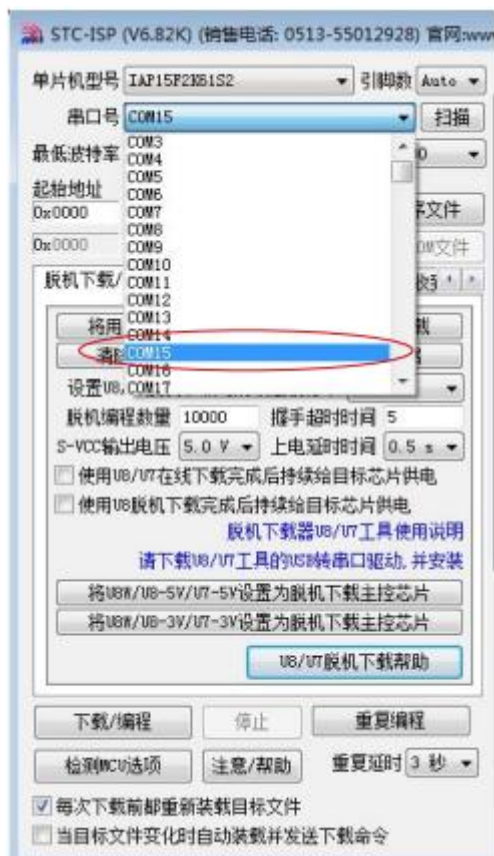 STC-ISP (V6.82K) (销售电话: 0513-55012928) 官网:www
单片机型号 IAP15F2K61S2 引脚数 Auto
串口号 COM15 扫描
最低波特率
COM3
COM4
起始地址 COM5
COM6
0x0000 COM7 序文件
COM8
0x0000 COM9
COM10
脱机下载/ COM11
COM12
将用 COM13
COM14
COM15
COM16
设置U8, COM17
脱机编程数量 10000 握手超时时间 5
S-VCC输出电压 5.0 V 上电延时时间 0.5 s
使用U8/U7在线下载完成后持续给目标芯片供电
使用U8脱机下载完成后持续给目标芯片供电
脱机下载器U8/U7工具使用说明
请下载U8/U7工具的USB转串口驱动, 并安装
将U8W/U8-5V/U7-5V设置为脱机下载主控芯片
将U8W/U8-3V/U7-3V设置为脱机下载主控芯片
U8/U7脱机下载帮助
下载/编程 停止 重复编程
检测MCU选项 注意/帮助 重复延时 3 秒
每次下载前都重新装载目标文件
当目标文件变化时自动装载并发送下载命令